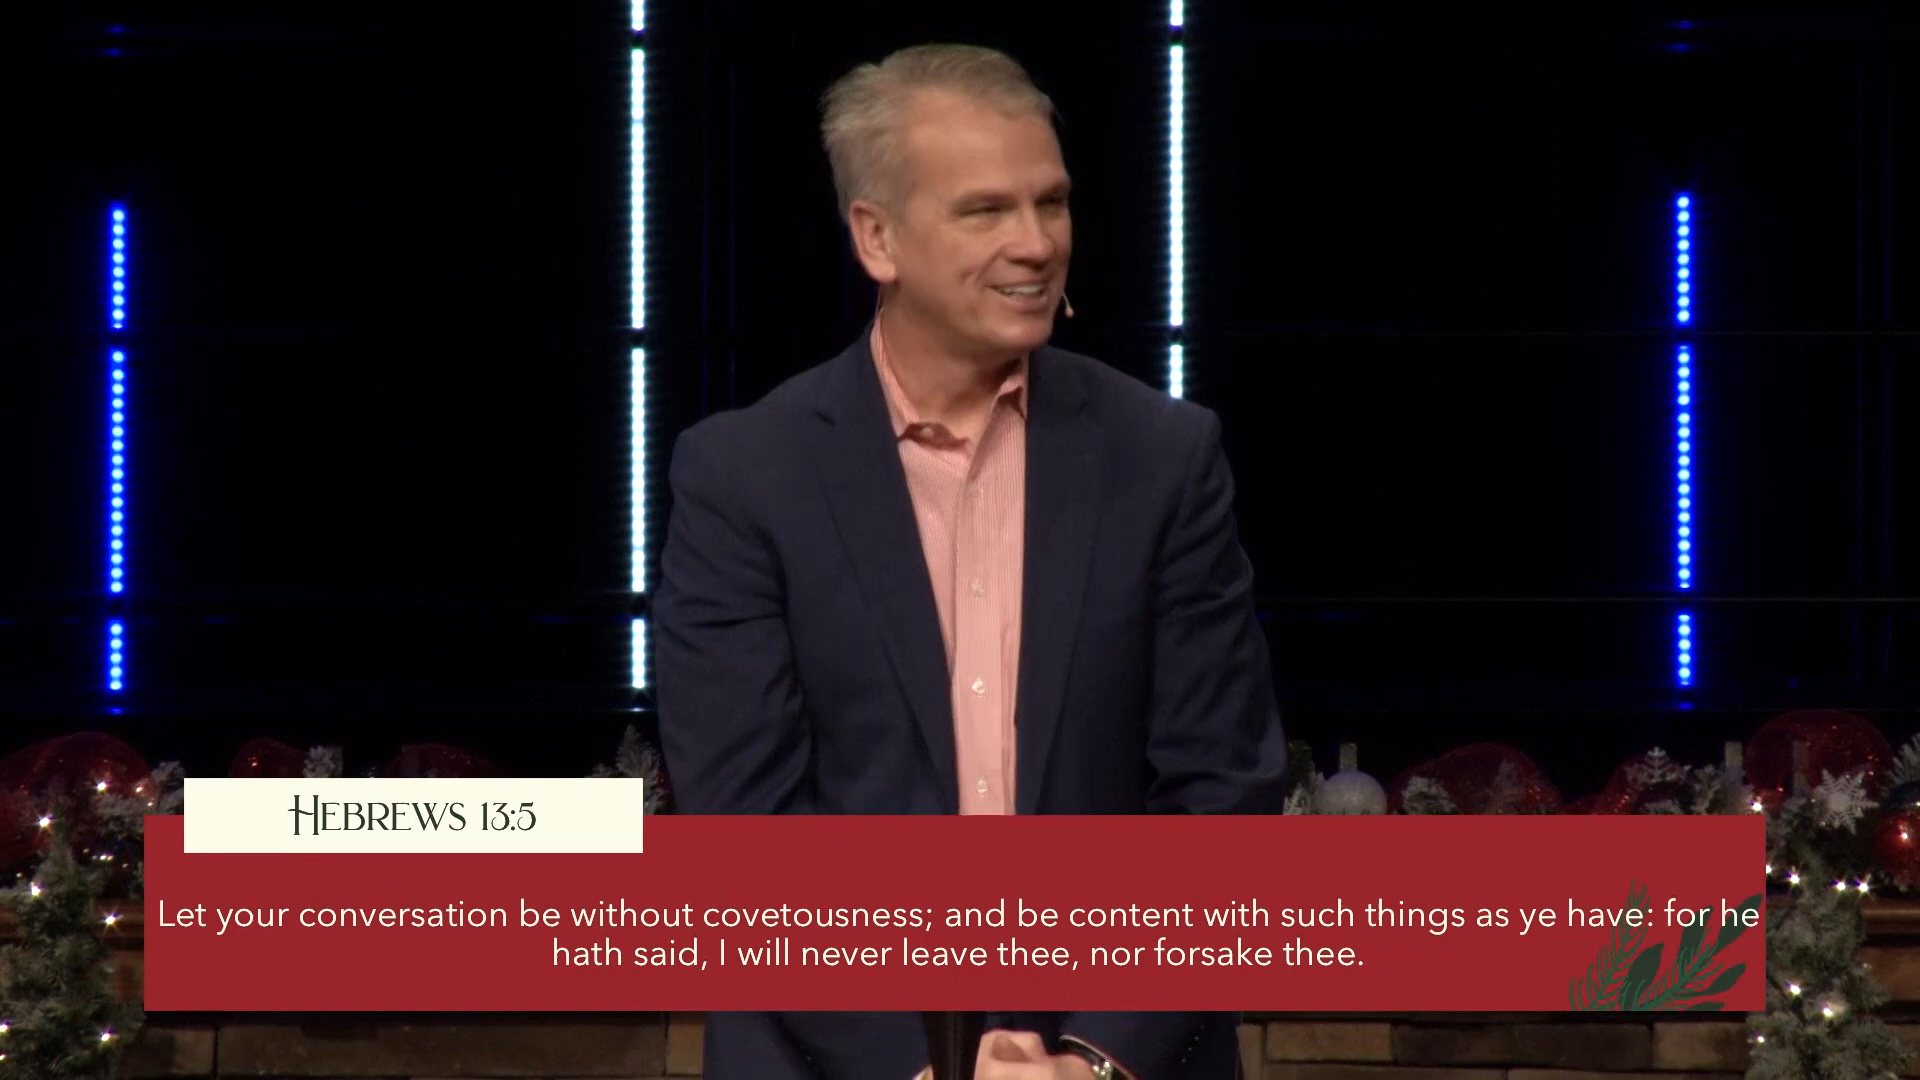 HEBREWS 13:5
Let your conversation be without covetousness; and be content with such things as ye have: for he
hath said, I will never leave thee, nor forsake thee.